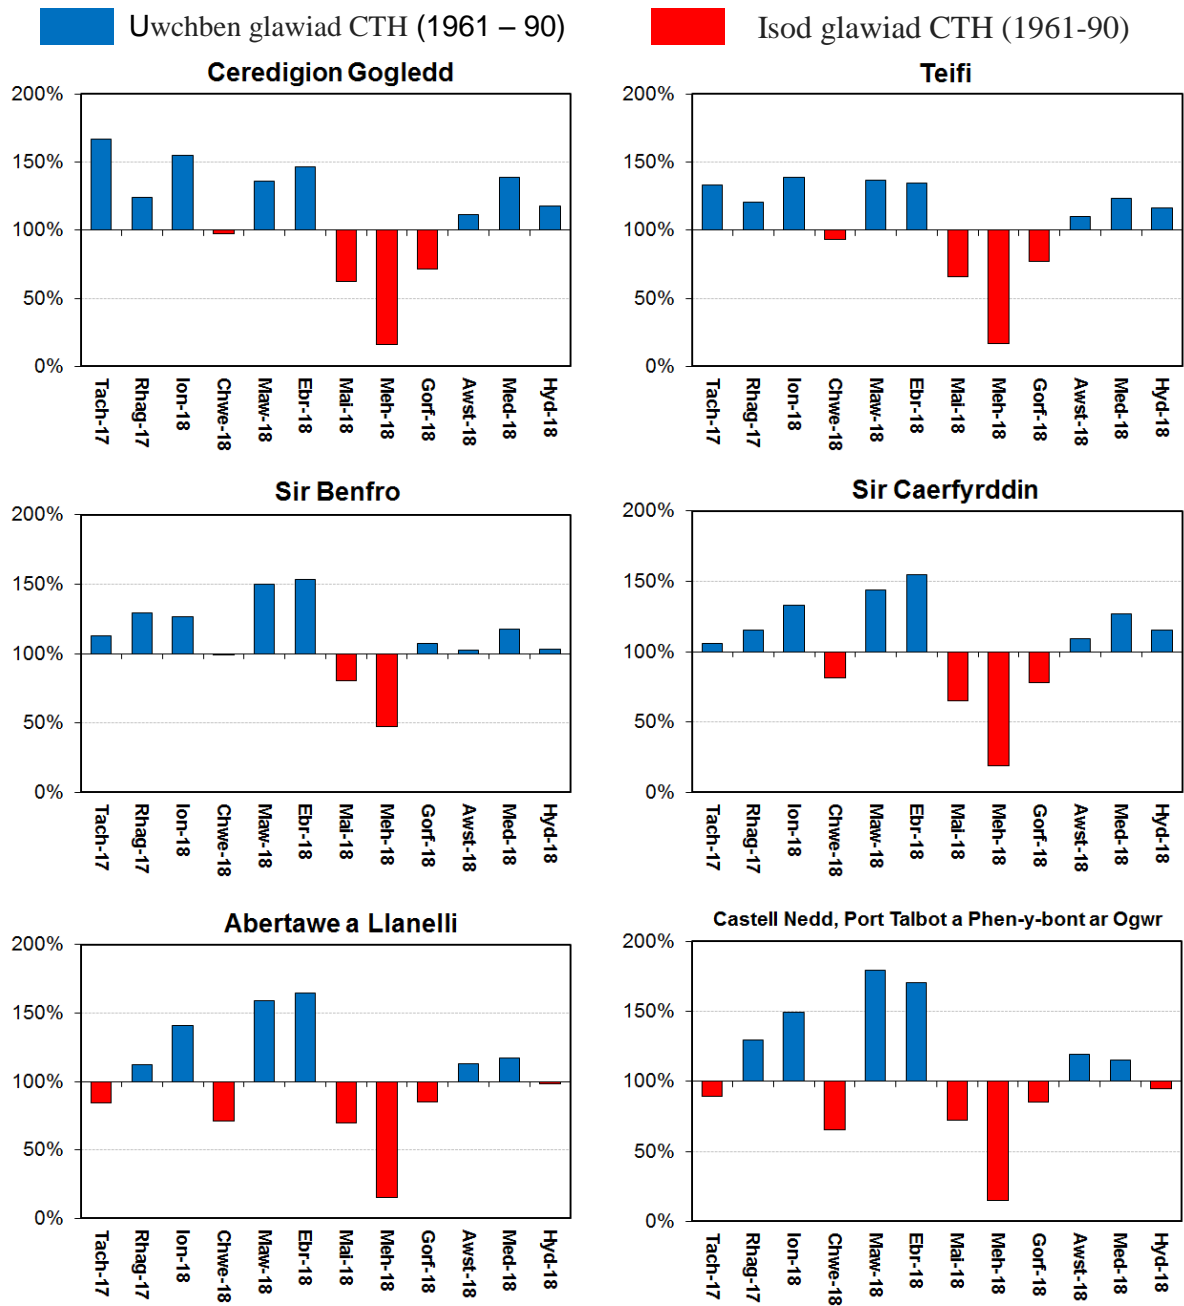 Uwchben glawiad CTH (1961 – 90)
Isod glawiad CTH (1961-90)
Ceredigion Gogledd
200%
150%
100%
50%
0%
Tach-17
Rhag-17
Ion-18
Chwe-18
Maw-18
Ebr-18
Mai-18
Meh-18
Gorf-18
Awst-18
Med-18
Hyd-18
Teifi
200%
150%
100%
50%
0%
Tach-17
Rhag-17
Ion-18
Chwe-18
Maw-18
Ebr-18
Mai-18
Meh-18
Gorf-18
Awst-18
Med-18
Hyd-18
Sir Benfro
200%
150%
100%
50%
0%
Tach-17
Rhag-17
Ion-18
Chwe-18
Maw-18
Ebr-18
Mai-18
Meh-18
Gorf-18
Awst-18
Med-18
Hyd-18
Sir Caerfyrddin
200%
150%
100%
50%
0%
Tach-17
Rhag-17
Ion-18
Chwe-18
Maw-18
Ebr-18
Mai-18
Meh-18
Gorf-18
Awst-18
Med-18
Hyd-18
Abertawe a Llanelli
200%
150%
100%
50%
0%
Tach-17
Rhag-17
Ion-18
Chwe-18
Maw-18
Ebr-18
Mai-18
Meh-18
Gorf-18
Awst-18
Med-18
Hyd-18
Castell Nedd, Port Talbot a Phen-y-bont ar Ogwr
200%
150%
100%
50%
0%
Tach-17
Rhag-17
Ion-18
Chwe-18
Maw-18
Ebr-18
Mai-18
Meh-18
Gorf-18
Awst-18
Med-18
Hyd-18